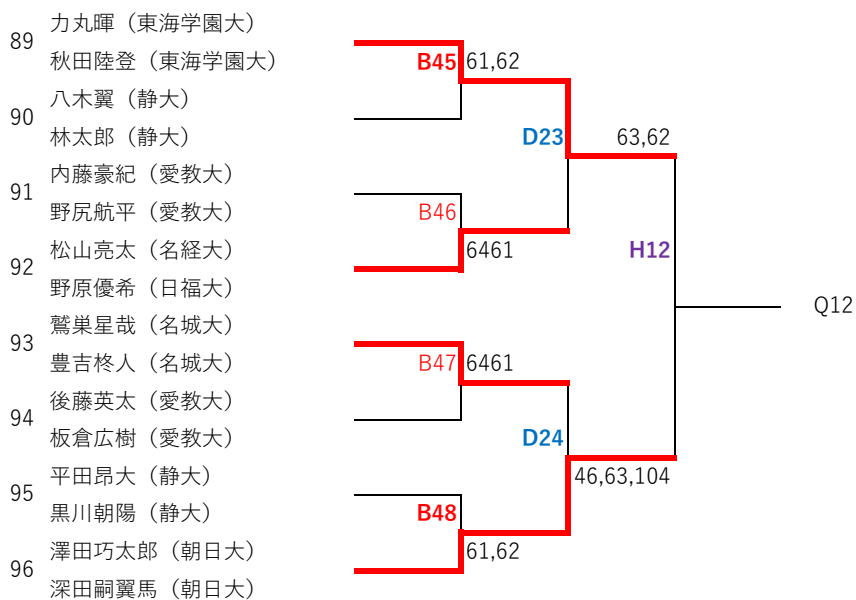 力丸暉（東海学園大）
89
秋田陸登（東海学園大）
B45 61,62
八木翼（静大）
90
林太郎（静大）
D23 63,62
内藤豪紀（愛教大）
91
野尻航平（愛教大）
B46
松山亮太（名経大）
6461
H12
92
野原優希（日福大）
Q12
鷲巣星哉（名城大）
93
豊吉柊人（名城大）
B47 6461
後藤英太（愛教大）
94
板倉広樹（愛教大）
D24
平田昂大（静大）
46,63,104
95
黒川朝陽（静大）
B48
澤田巧太郎（朝日大）
61,62
96
深田嗣翼馬（朝日大）